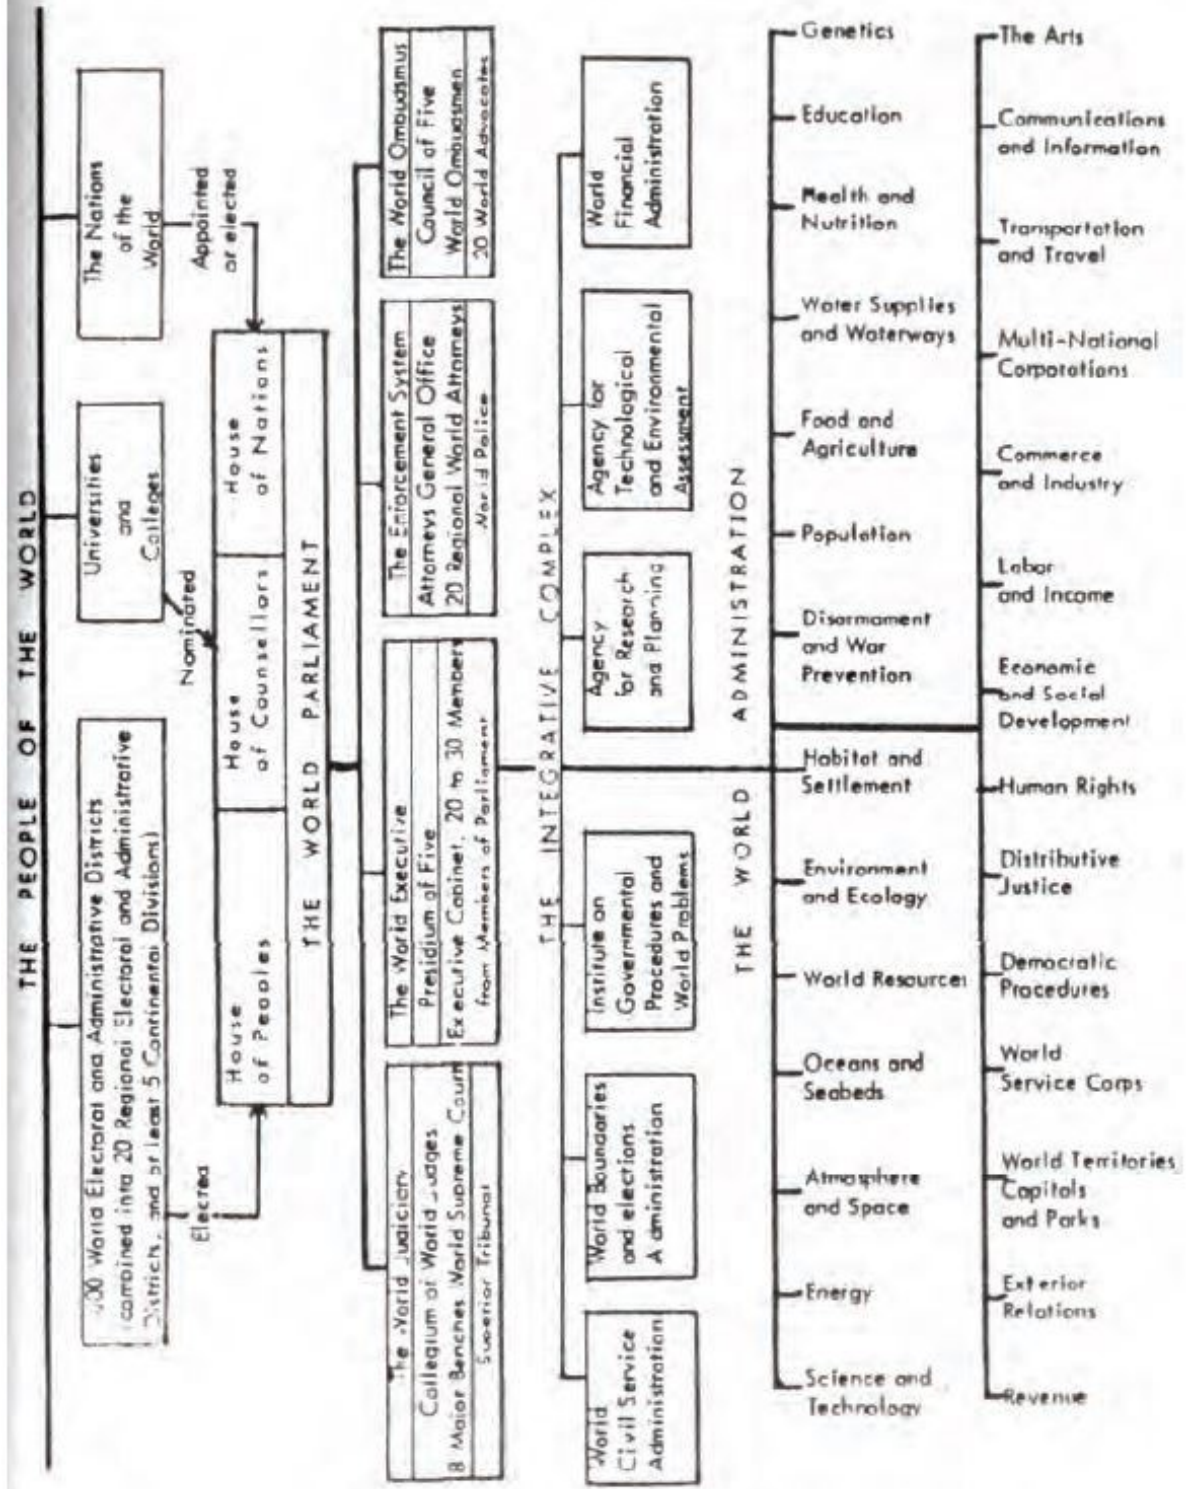 THE PEOPLE OF THE WORLD
World Electoral and Administrative Districts
combined into 20 Regional Electoral and Administrative
Districts, and at least 5 Continental Divisions)
Universities
and
Colleges
The Nations
of the
World
Elected
Nominated
Appointed
or elected
House
of Peoples
House
of Counsellors
House
of Nations
THE WORLD PARLIAMENT
The World Judiciary
Collegium of World Judges
8 Major Benches World Supreme Court
Superior Tribunal
The World Executive
Presidium of Five
Executive Cabinet, 20 to 30 Members
from Members of Parliament
The Enforcement System
Attorneys General Office
20 Regional World Attorneys
World Police
The World Ombudsmus
Council of Five
World Ombudsmen
20 World Advocates
THE INTEGRATIVE COMPLEX
World
Civil Service
Administration
World Boundaries
and elections
Administration
Institute on
Governmental
Procedures and
World Problems
Agency
for Research
and Planning
Agency for
Technological
and Environmental
Assessment
World
Financial
Administration
THE WORLD ADMINISTRATION
Genetics
Education
Health and
Nutrition
Water Supplies
and Waterways
Food and
Agriculture
Population
Disarmament
and War
Prevention
Habitat and
Settlement
Environment
and Ecology
World Resources
Oceans and
Seabeds
Atmosphere
and Space
Energy
Science and
Technology
The Arts
Communications
and Information
Transportation
and Travel
Multi-National
Corporations
Commerce
and Industry
Labor
and Income
Economic
and Social
Development
Human Rights
Distributive
Justice
Democratic
Procedures
World
Service Corps
World Territories
Capitals
and Parks
Exterior
Relations
Revenue